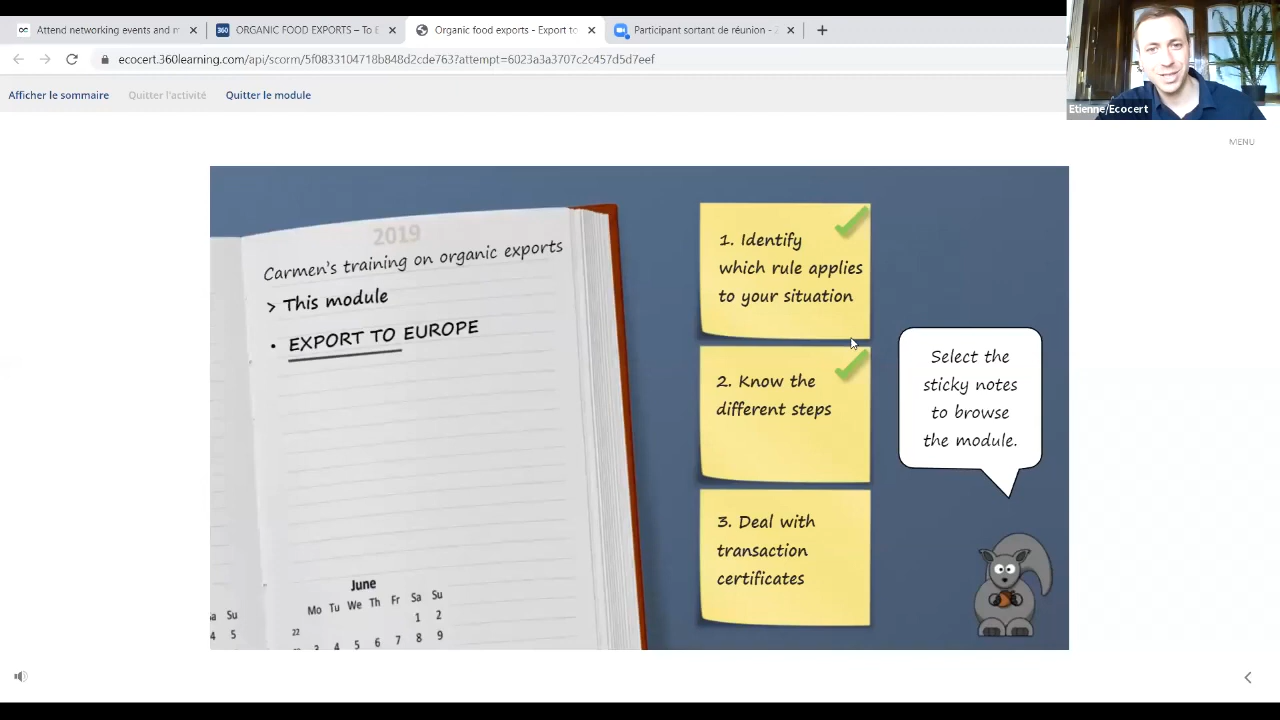 Attend networking events and m
360
ORGANIC FOOD EXPORTS – To E
Organic food exports - Export to
Participant sortant de réunion - 2
ecocert.360learning.com/api/scorm/5f0833104718b848d2cde763?attempt=6023a3a3707c2c457d5d7eef
Afficher le sommaire
Quitter l'activité
Quitter le module
Etienne/Ecocert
MENU
2019
Carmen's training on organic exports
> This module
• EXPORT TO EUROPE
1. Identify
which rule applies
to your situation
2. Know the
different steps
3. Deal with
transaction
certificates
Select the
sticky notes
to browse
the module.
June
Mo Tu We Th Fr Sa Su
1 2
22
3 4 5 6 7 8 9
Su
4 5